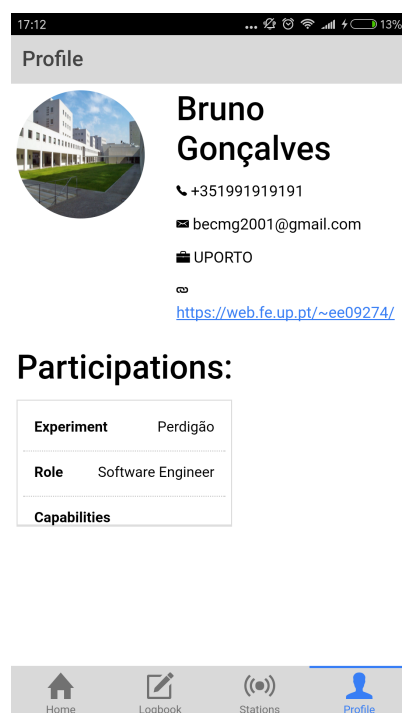 17:12 ... 13%
Profile
Bruno
Gonçalves
+351991919191
becmg2001@gmail.com
UPORTO
https://web.fe.up.pt/~ee09274/
Participations:
Experiment Perdigão
Role Software Engineer
Capabilities
Home Logbook Stations Profile